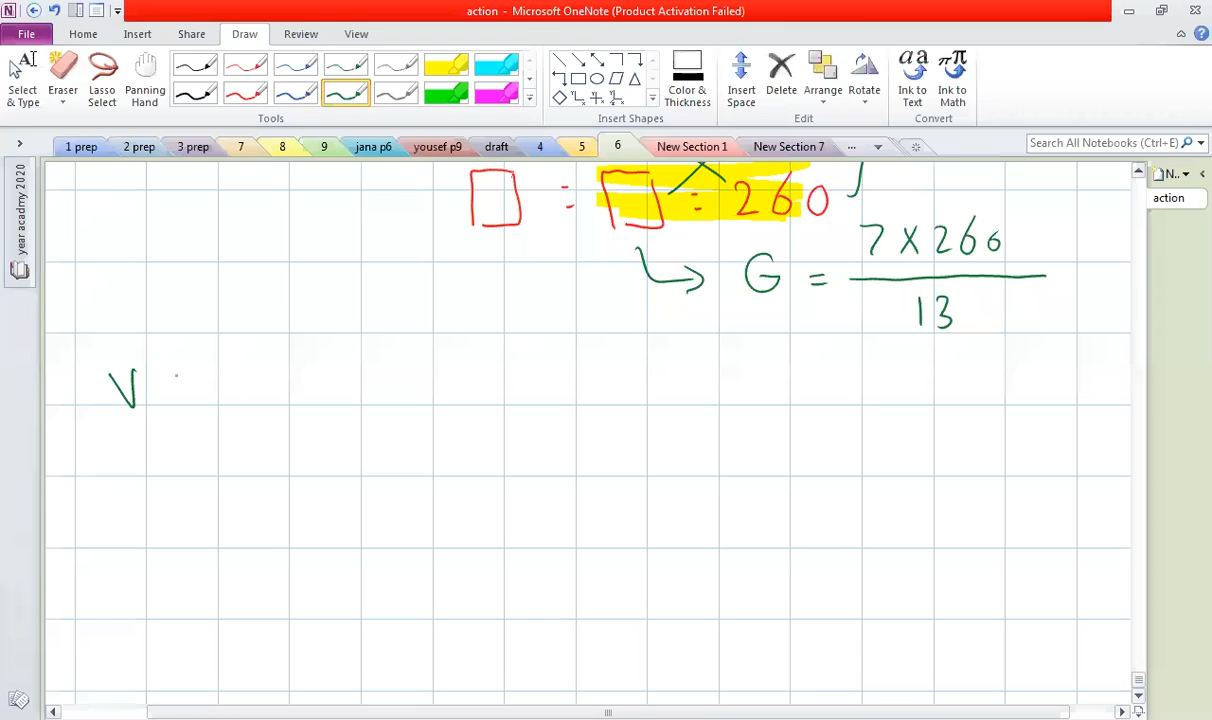 action - Microsoft OneNote (Product Activation Failed)
File Home Insert Share Draw Review View
Select & Type
Eraser
Lasso Select
Panning Hand
Color & Thickness
Insert Space
Delete
Arrange
Rotate
Ink to Text
Ink to Math
Tools
Insert Shapes
Edit
Convert
1 prep 2 prep 3 prep 7 8 9 jana p6 yousef p9 draft 4 5 6 New Section 1 New Section 7 ...
Search All Notebooks (Ctrl+E)
year acadmy 2020
N..
action
: : 260
G = 7 X 260 / 13
V